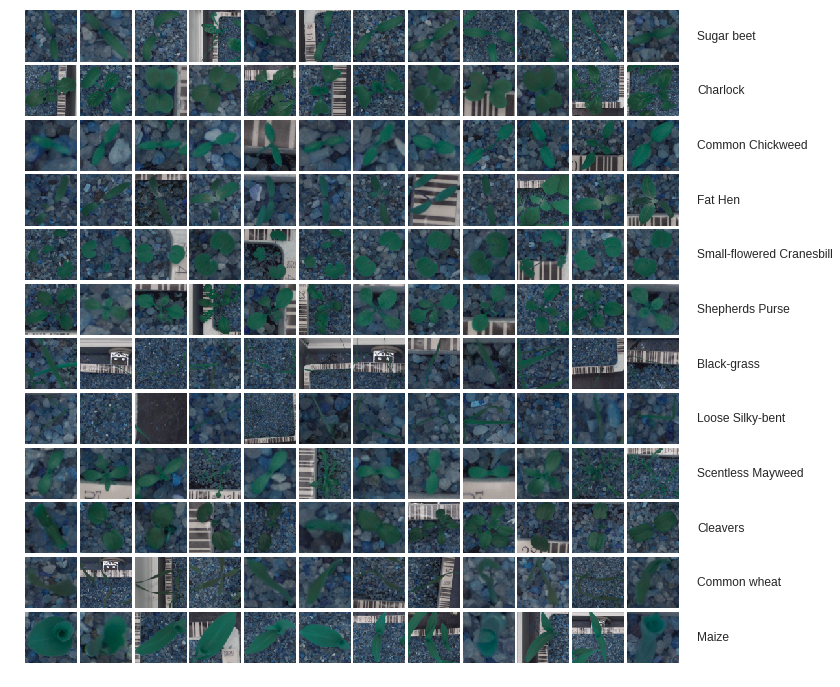 Sugar beet
Charlock
Common Chickweed
Fat Hen
Small-flowered Cranesbill
Shepherds Purse
Black-grass
Loose Silky-bent
Scentless Mayweed
Cleavers
Common wheat
Maize